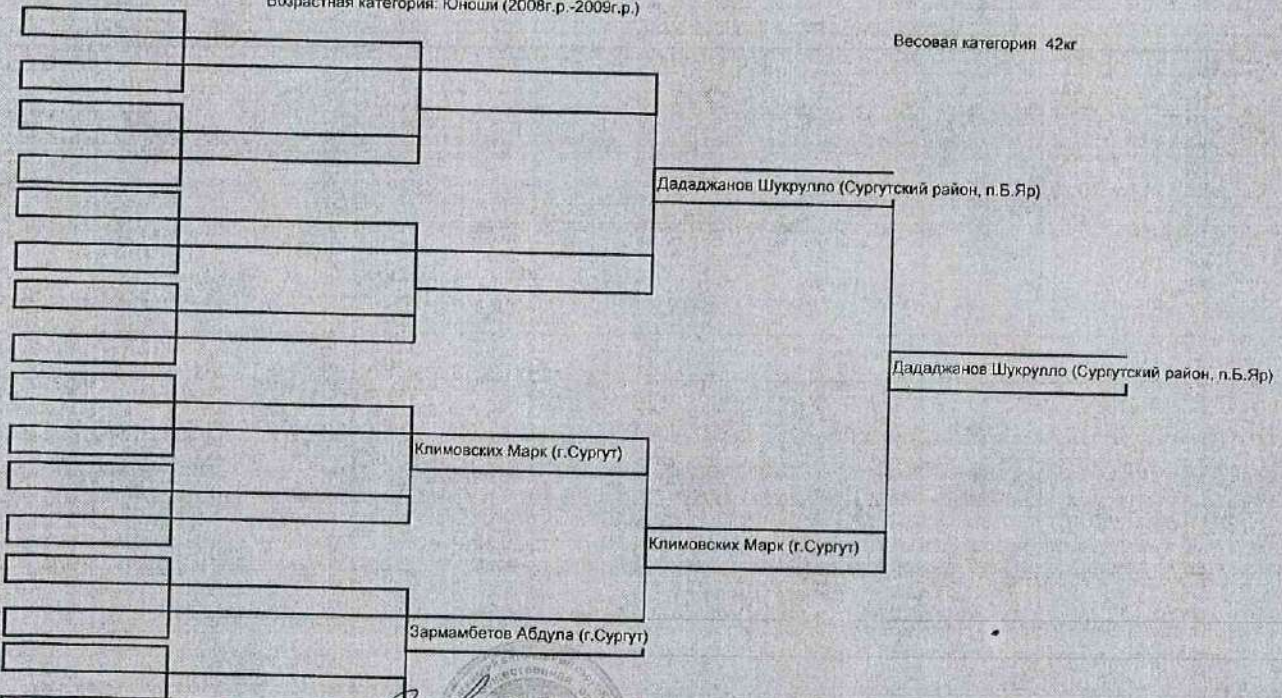 Возрастная категория: Юноши (2008г.р.-2009г.р.)
Весовая категория 42кг
Дададжанов Шукрулло (Сургутский район, п.Б.Яр)
Дададжанов Шукрулло (Сургутский район, п.Б.Яр)
Климовских Марк (г.Сургут)
Климовских Марк (г.Сургут)
Зармамбетов Абдула (г.Сургут)